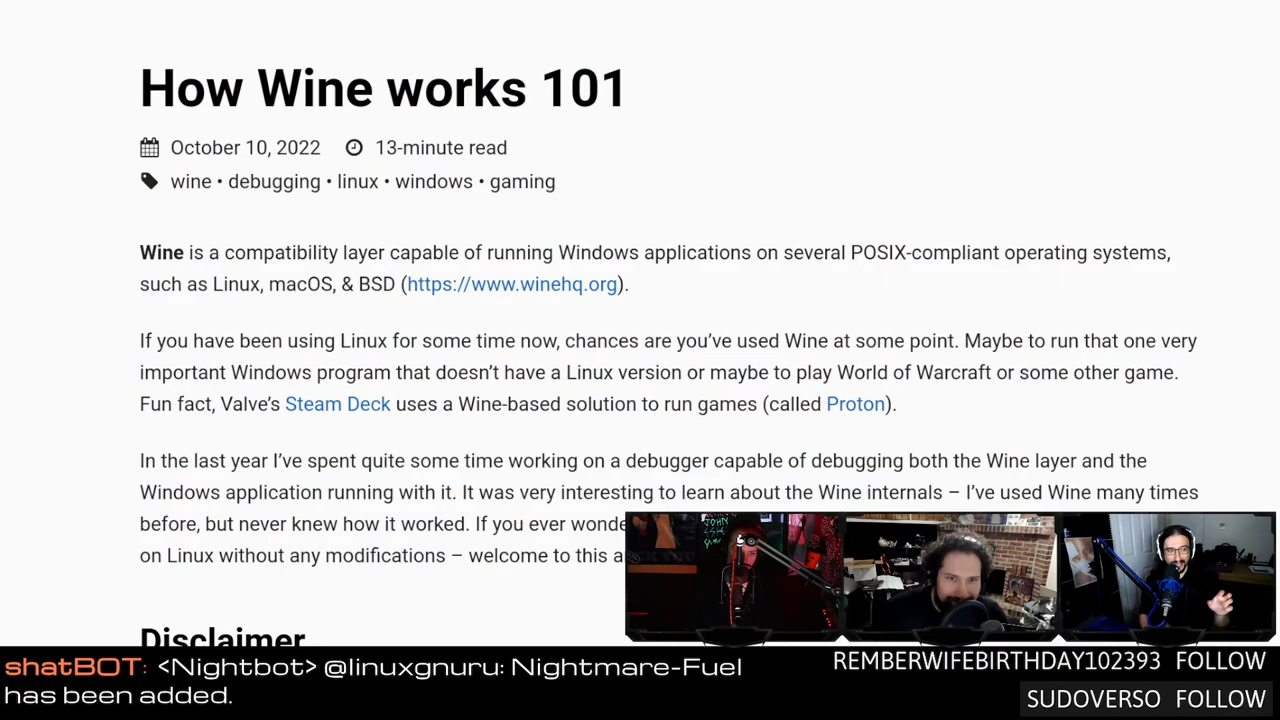 How Wine works 101
October 10, 2022 13-minute read
wine • debugging • linux • windows • gaming
Wine is a compatibility layer capable of running Windows applications on several POSIX-compliant operating systems,
such as Linux, macOS, & BSD (https://www.winehq.org).
If you have been using Linux for some time now, chances are you’ve used Wine at some point. Maybe to run that one very
important Windows program that doesn’t have a Linux version or maybe to play World of Warcraft or some other game.
Fun fact, Valve’s Steam Deck uses a Wine-based solution to run games (called Proton).
In the last year I’ve spent quite some time working on a debugger capable of debugging both the Wine layer and the
Windows application running with it. It was very interesting to learn about the Wine internals – I’ve used Wine many times
before, but never knew how it worked. If you ever wonde
on Linux without any modifications – welcome to this a
Disclaimer
JOHN
shatBOT: <Nightbot> @linuxgnuru: Nightmare-Fuel
has been added.
REMBERWIFEBIRTHDAY102393 FOLLOW
SUDOVERSO FOLLOW